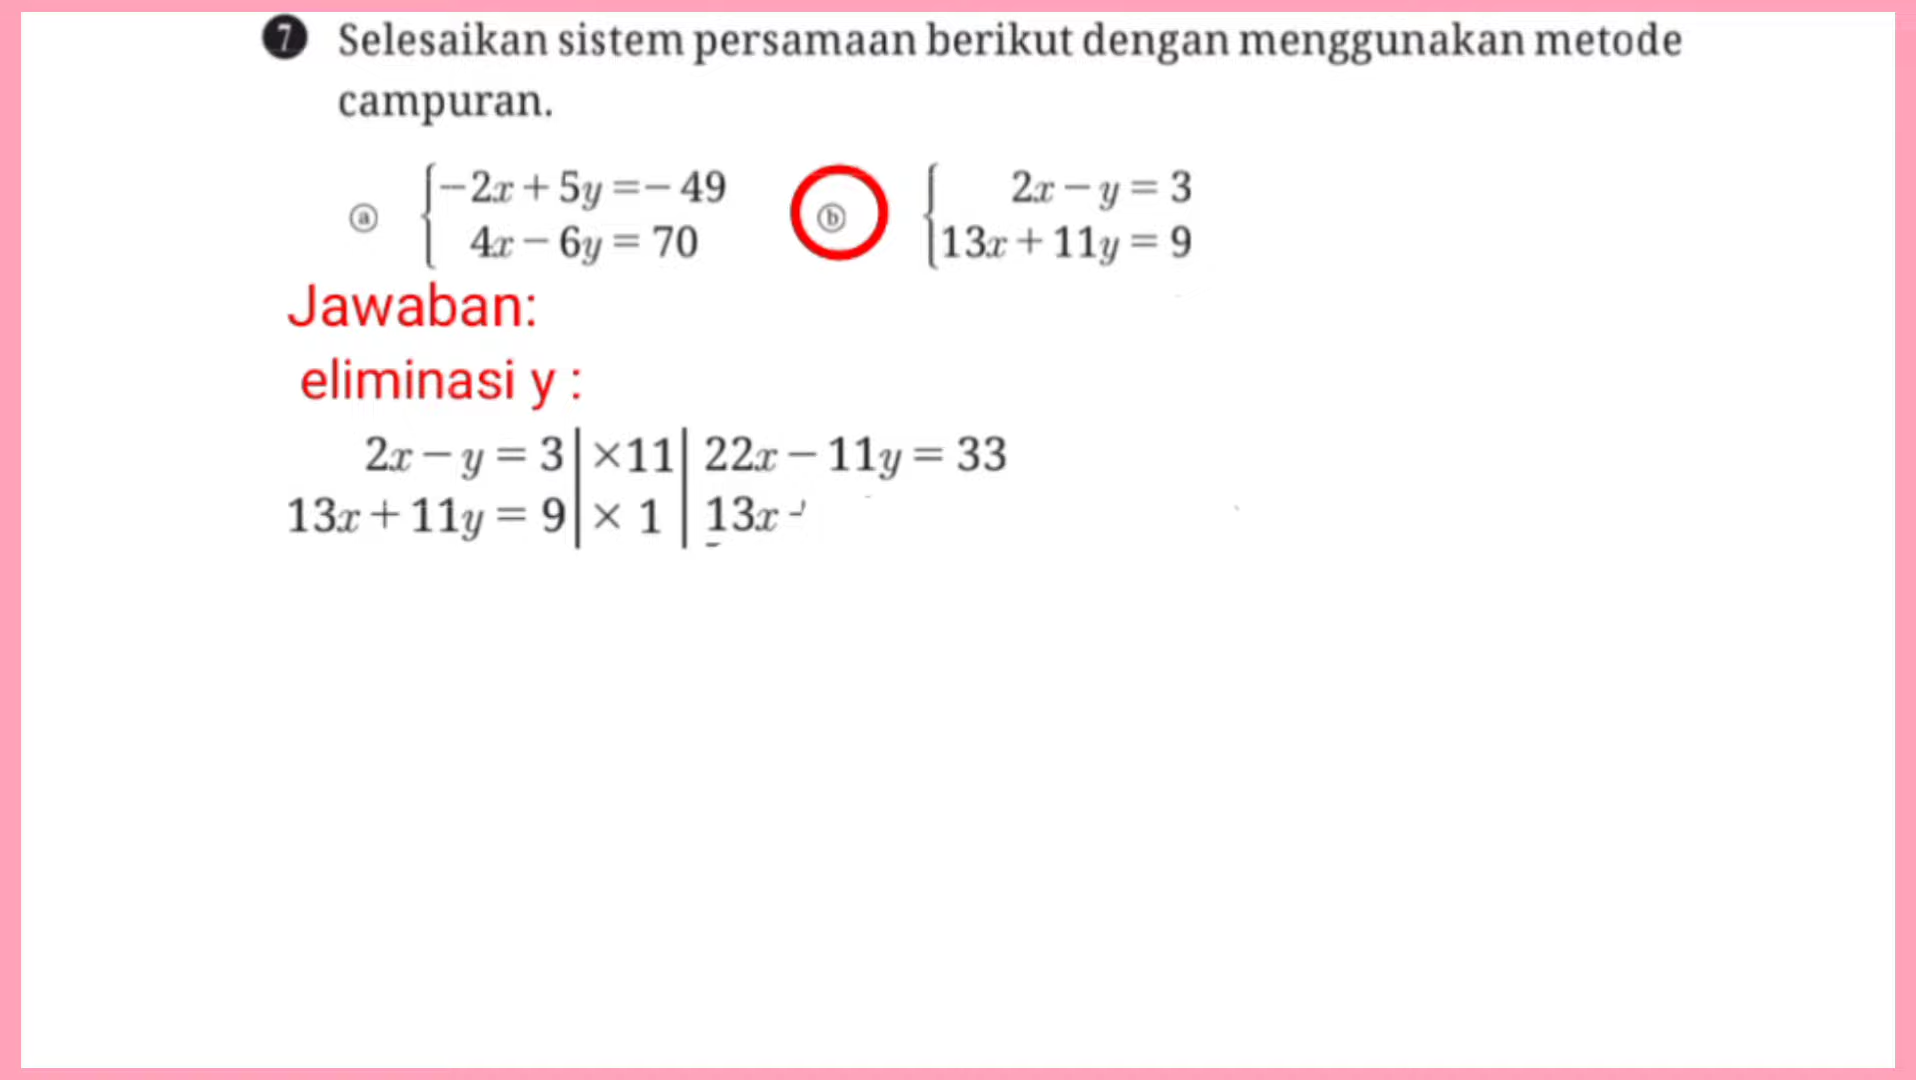 7 Selesaikan sistem persamaan berikut dengan menggunakan metode
campuran.
ⓐ {−2x + 5y = − 49
4x − 6y = 70
ⓑ {2x − y = 3
13x + 11y = 9
Jawaban:
eliminasi y :
2x − y = 3 | ×11 | 22x − 11y = 33
13x + 11y = 9 | × 1 | 13x